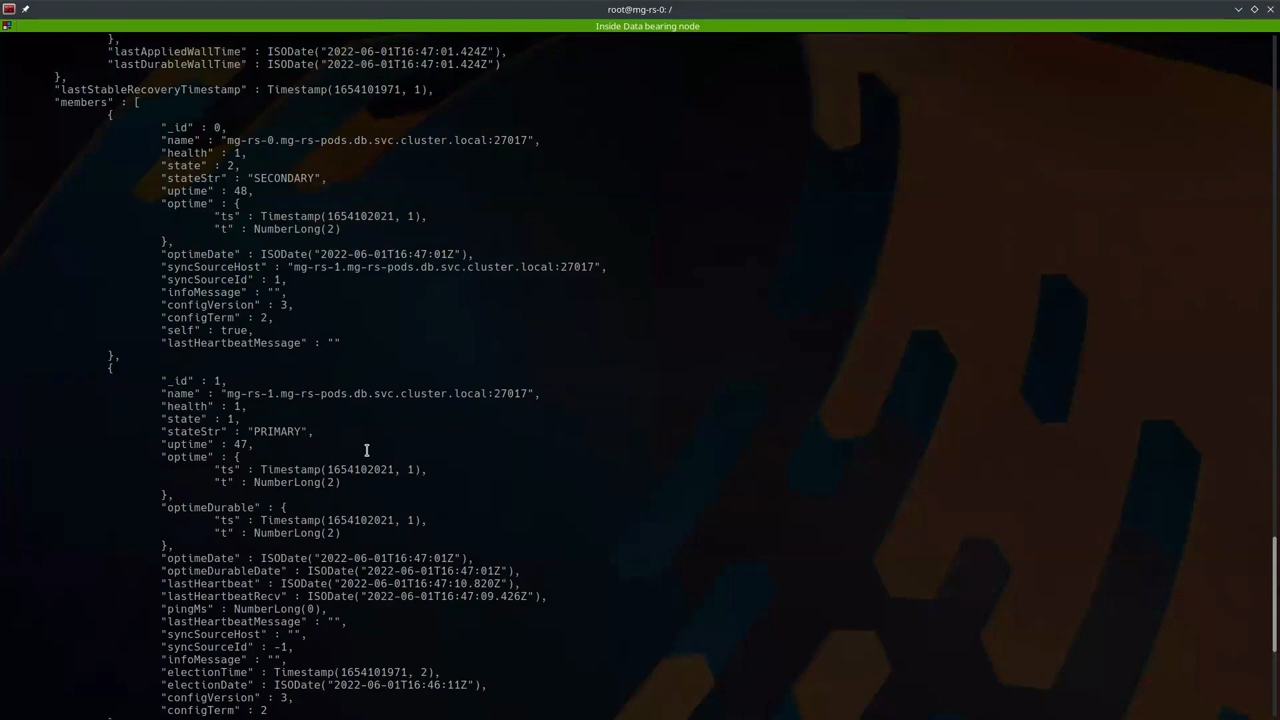 root@mg-rs-0: /
Inside Data bearing node
},
"lastAppliedWallTime" : ISODate("2022-06-01T16:47:01.424Z"),
"lastDurableWallTime" : ISODate("2022-06-01T16:47:01.424Z")
},
"lastStableRecoveryTimestamp" : Timestamp(1654101971, 1),
"members" : [
{
"_id" : 0,
"name" : "mg-rs-0.mg-rs-pods.db.svc.cluster.local:27017",
"health" : 1,
"state" : 2,
"stateStr" : "SECONDARY",
"uptime" : 48,
"optime" : {
"ts" : Timestamp(1654102021, 1),
"t" : NumberLong(2)
},
"optimeDate" : ISODate("2022-06-01T16:47:01Z"),
"syncSourceHost" : "mg-rs-1.mg-rs-pods.db.svc.cluster.local:27017",
"syncSourceId" : 1,
"infoMessage" : "",
"configVersion" : 3,
"configTerm" : 2,
"self" : true,
"lastHeartbeatMessage" : ""
},
{
"_id" : 1,
"name" : "mg-rs-1.mg-rs-pods.db.svc.cluster.local:27017",
"health" : 1,
"state" : 1,
"stateStr" : "PRIMARY",
"uptime" : 47,
"optime" : {
"ts" : Timestamp(1654102021, 1),
"t" : NumberLong(2)
},
"optimeDurable" : {
"ts" : Timestamp(1654102021, 1),
"t" : NumberLong(2)
},
"optimeDate" : ISODate("2022-06-01T16:47:01Z"),
"optimeDurableDate" : ISODate("2022-06-01T16:47:01Z"),
"lastHeartbeat" : ISODate("2022-06-01T16:47:10.820Z"),
"lastHeartbeatRecv" : ISODate("2022-06-01T16:47:09.426Z"),
"pingMs" : NumberLong(0),
"lastHeartbeatMessage" : "",
"syncSourceHost" : "",
"syncSourceId" : -1,
"infoMessage" : "",
"electionTime" : Timestamp(1654101971, 2),
"electionDate" : ISODate("2022-06-01T16:46:11Z"),
"configVersion" : 3,
"configTerm" : 2